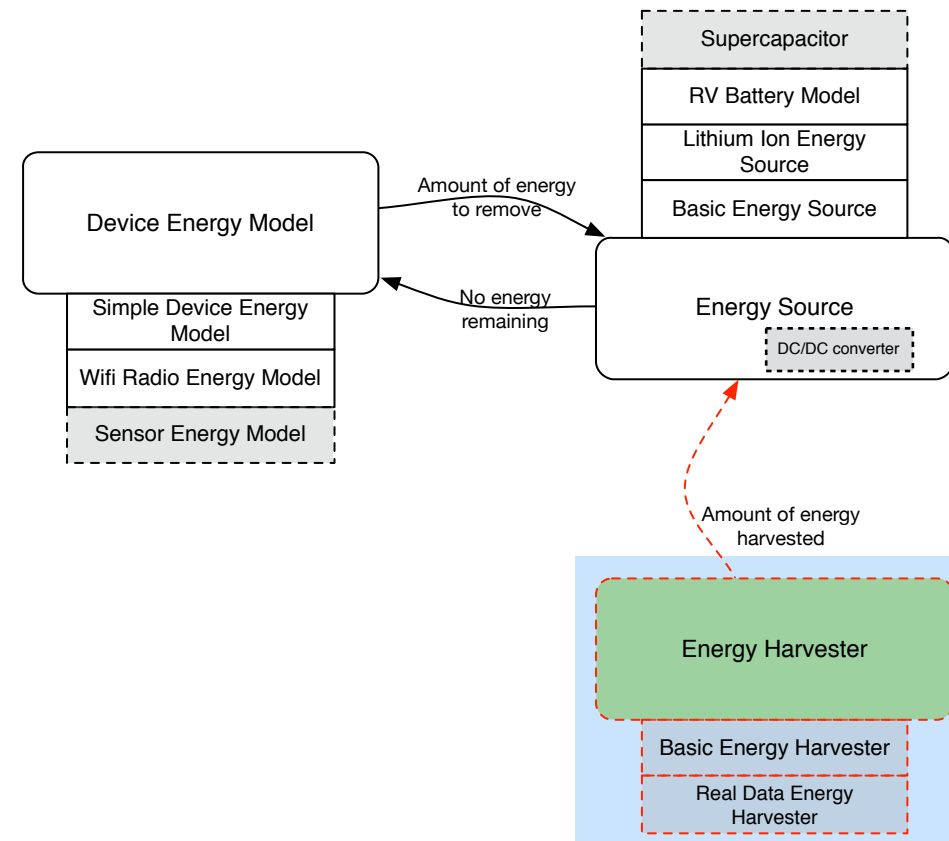 Supercapacitor
RV Battery Model
Lithium Ion Energy
Source
Basic Energy Source
Device Energy Model
Amount of energy
to remove
No energy
remaining
Energy Source
DC/DC converter
Simple Device Energy
Model
Wifi Radio Energy Model
Sensor Energy Model
Amount of energy
harvested
Energy Harvester
Basic Energy Harvester
Real Data Energy
Harvester